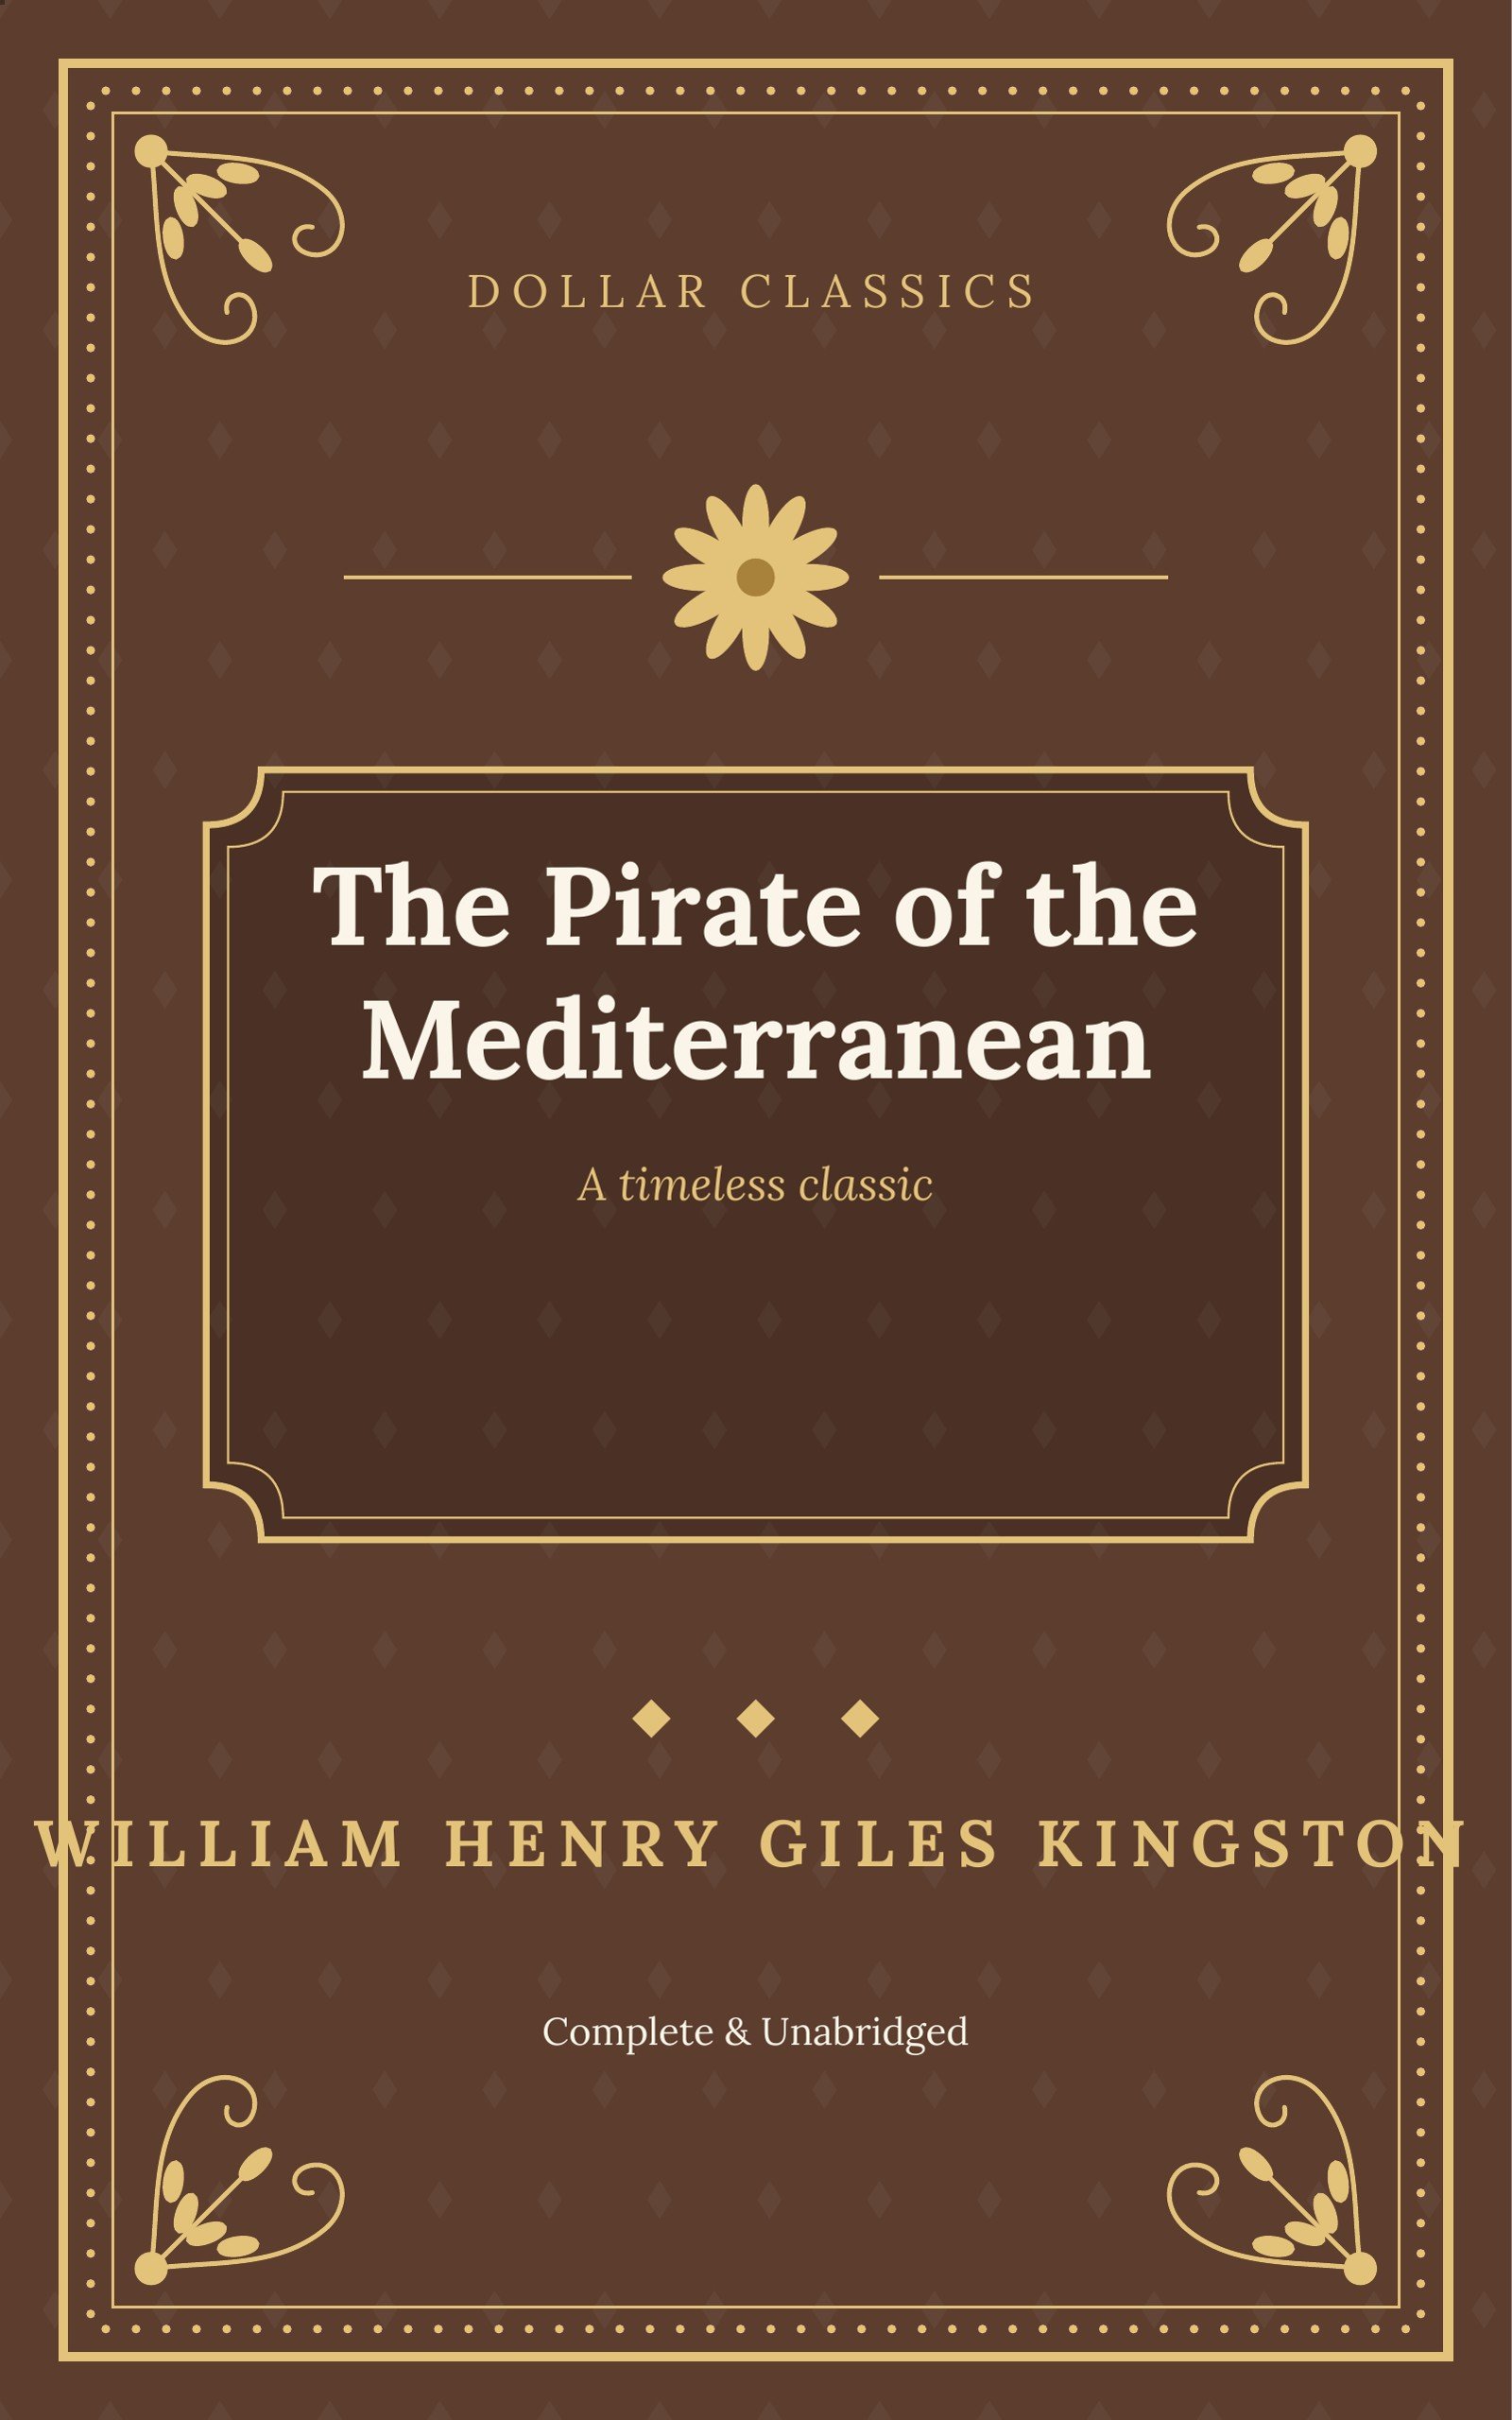 DOLLAR CLASSICS
The Pirate of the
Mediterranean
A timeless classic
WILLIAM HENRY GILES KINGSTON
Complete & Unabridged